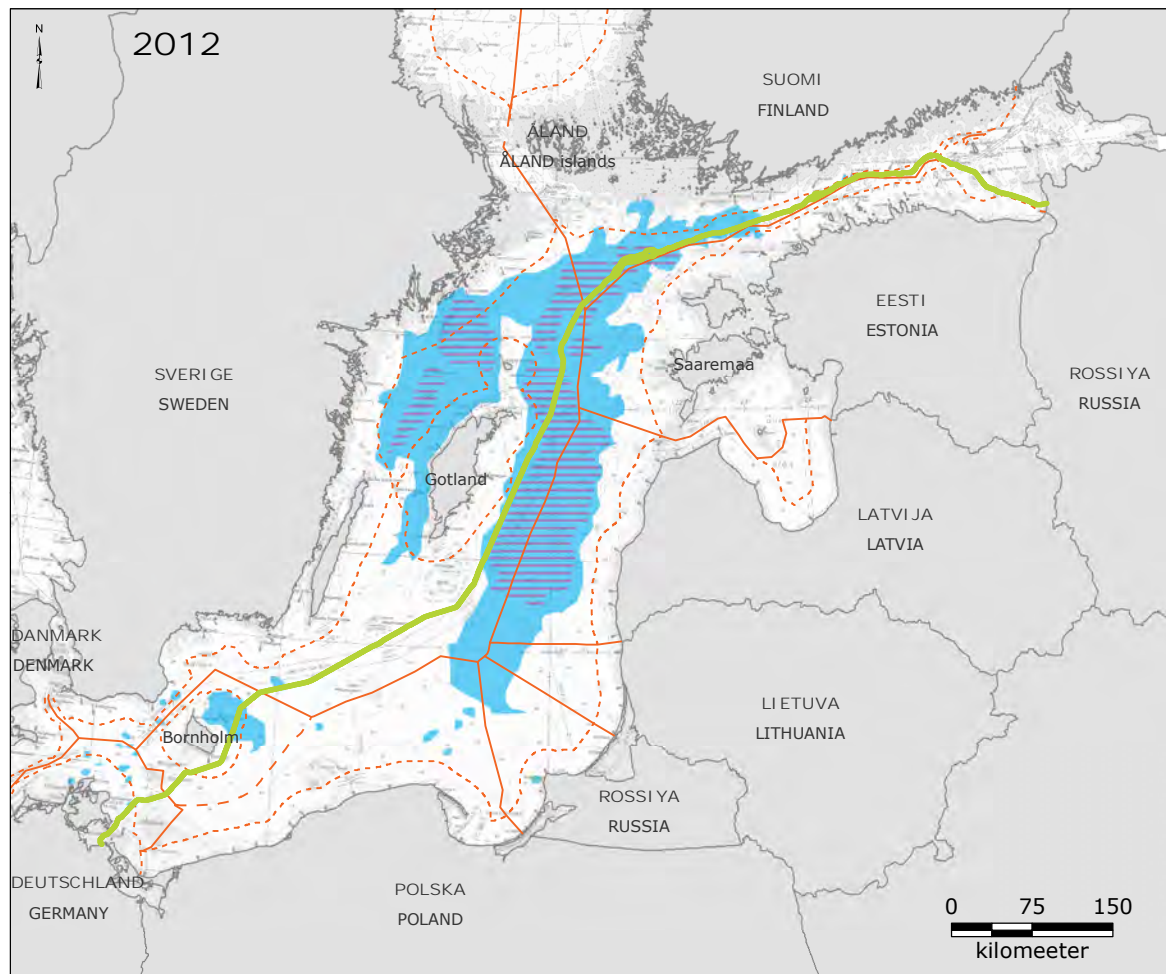 N
2012
SUOMI
FINLAND
ÅLAND
ÅLAND islands
EESTI
ESTONIA
Saaremaa
SVERIGE
SWEDEN
ROSSIYA
RUSSIA
Gotland
LATVIJA
LATVIA
DANMARK
DENMARK
LIETUVA
LITHUANIA
Bornholm
ROSSIYA
RUSSIA
DEUTSCHLAND
GERMANY
POLSKA
POLAND
0 75 150
kilomeeter